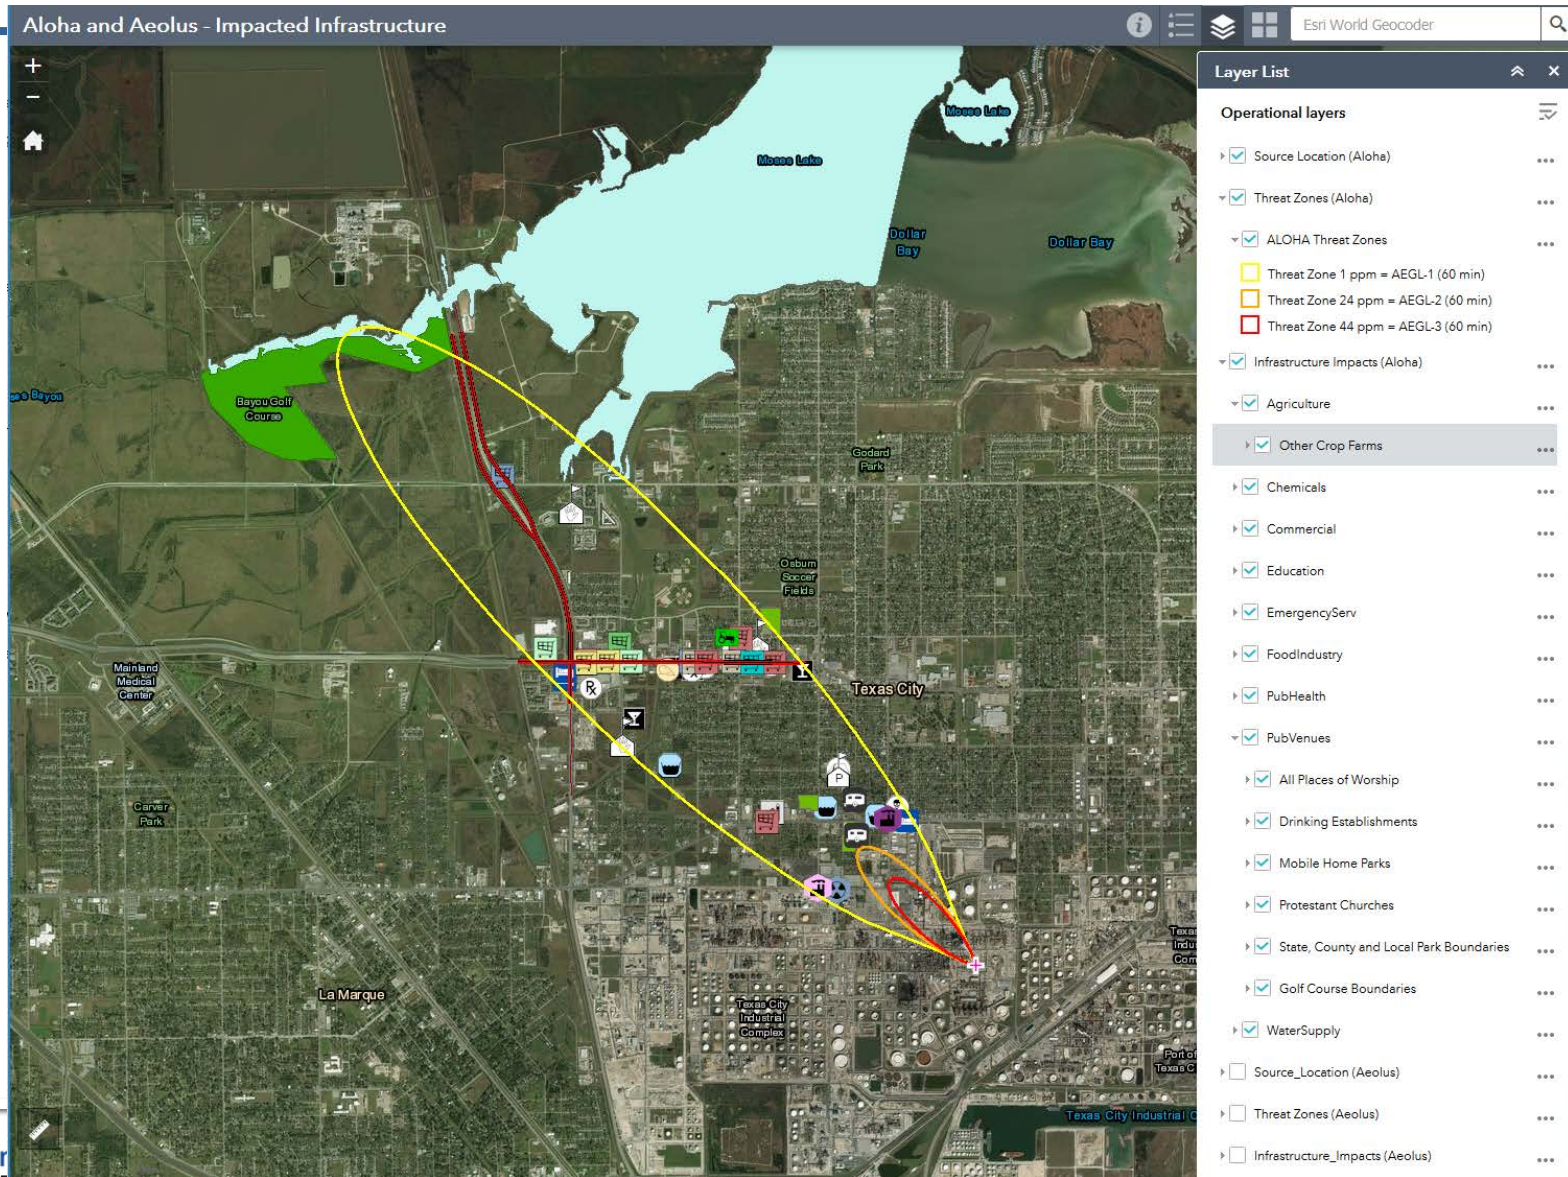 Aloha and Aeolus - Impacted Infrastructure
Esri World Geocoder
Layer List
Operational layers
Source Location (Aloha)
Threat Zones (Aloha)
ALOHA Threat Zones
Threat Zone 1 ppm = AEGL-1 (60 min)
Threat Zone 24 ppm = AEGL-2 (60 min)
Threat Zone 44 ppm = AEGL-3 (60 min)
Infrastructure Impacts (Aloha)
Agriculture
Other Crop Farms
Chemicals
Commercial
Education
EmergencyServ
FoodIndustry
PubHealth
PubVenues
All Places of Worship
Drinking Establishments
Mobile Home Parks
Protestant Churches
State, County and Local Park Boundaries
Golf Course Boundaries
WaterSupply
Source_Location (Aeolus)
Threat Zones (Aeolus)
Infrastructure_Impacts (Aeolus)
Moses Lake
Moses Lake
Dollar
Bay
Dollar Bay
Bayou
Bayou Golf
Course
Godard
Park
Osburn
Soccer
Fields
Mainland
Medical
Center
Rx
Texas City
P
Carver
Park
La Marque
Texas City
Industrial
Complex
Texas
Indu
Com
Port of
Texas C
Texas City Industrial C